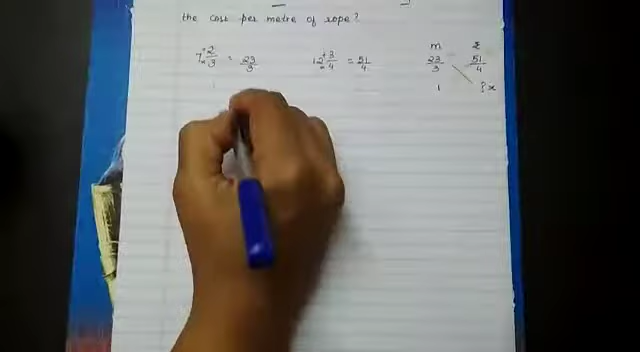 the cost per metre of rope?
7 2/3 = 23/3 12 3/4 = 51/4 m ₹
23/3 51/4
1 ? x